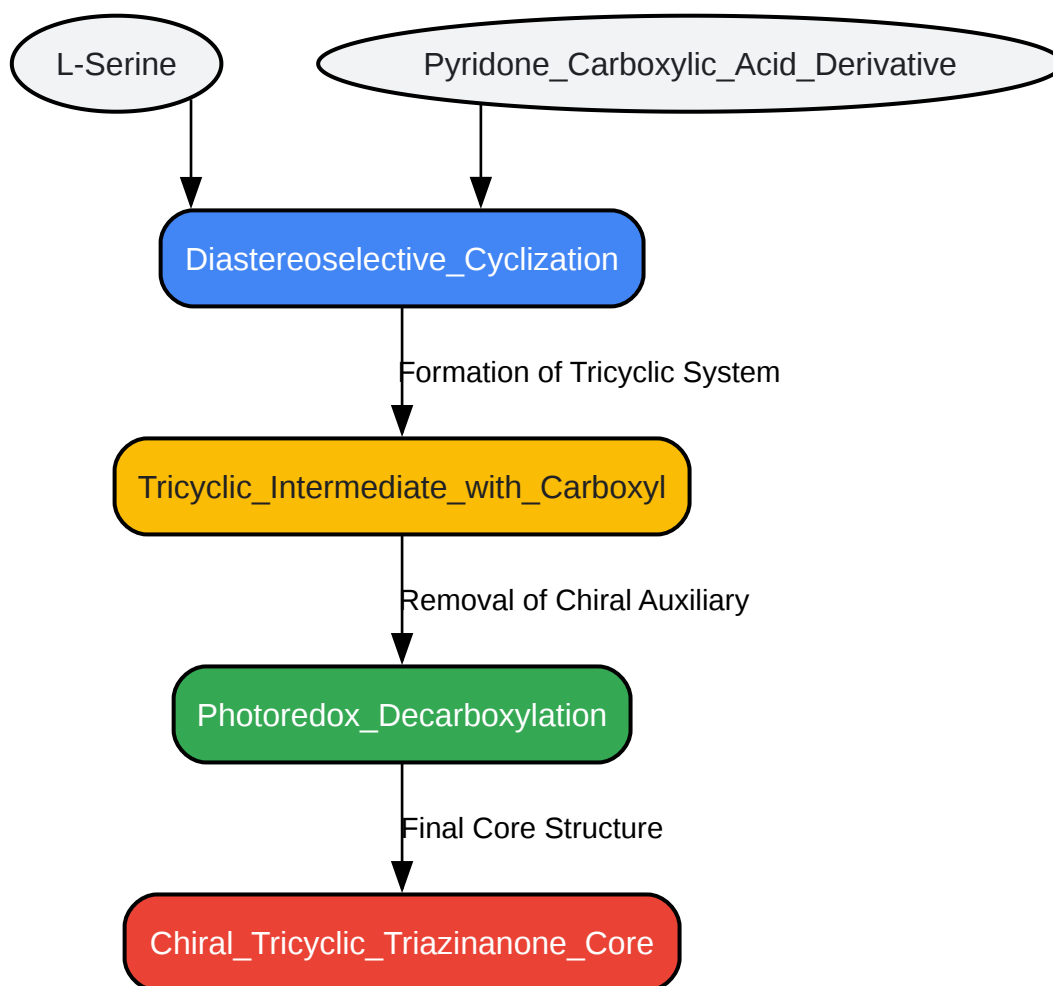 L-Serine
Pyridone_Carboxylic_Acid_Derivative
Diastereoselective_Cyclization
Formation of Tricyclic System
Tricyclic_Intermediate_with_Carboxyl
Removal of Chiral Auxiliary
Photoredox_Decarboxylation
Final Core Structure
Chiral_Tricyclic_Triazinanone_Core